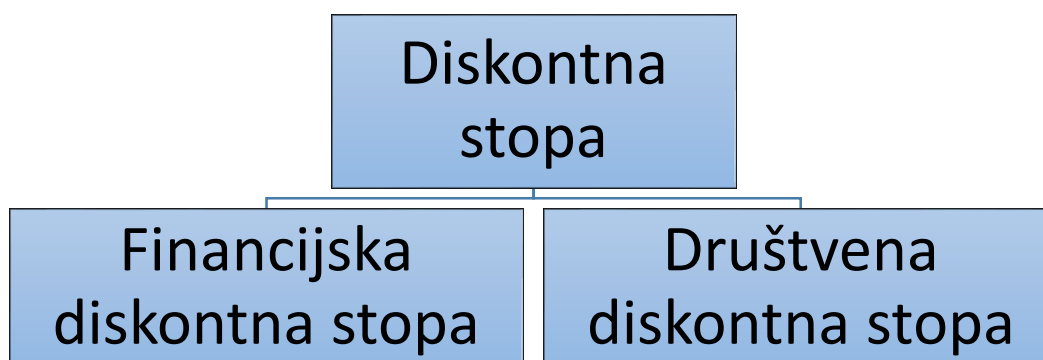 Diskontna
stopa
Financijska
diskontna stopa
Društvena
diskontna stopa